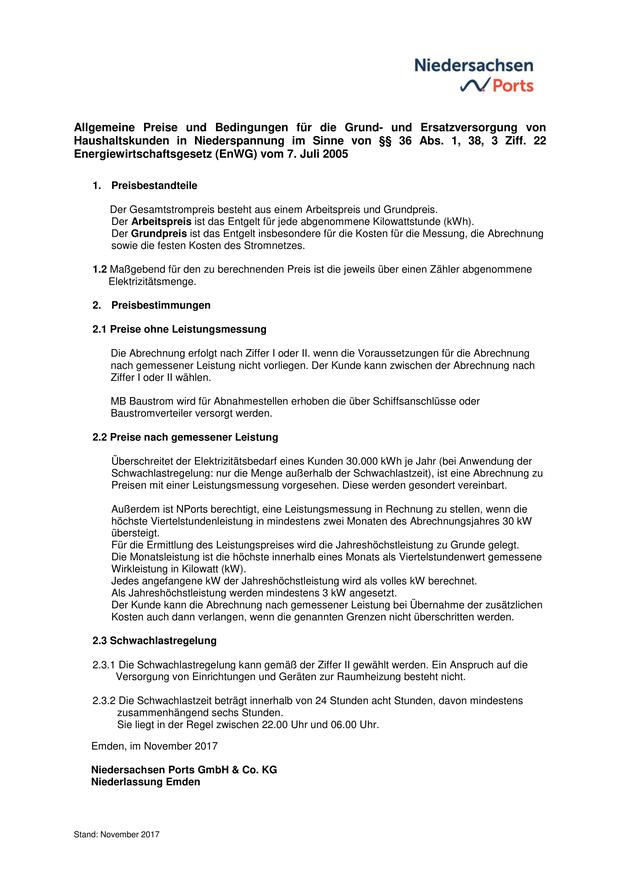 Niedersachsen
Ports
Allgemeine Preise und Bedingungen für die Grund- und Ersatzversorgung von
Haushaltskunden in Niederspannung im Sinne von §§ 36 Abs. 1, 38, 3 Ziff. 22
Energiewirtschaftsgesetz (EnWG) vom 7. Juli 2005
1. Preisbestandteile
Der Gesamtstrompreis besteht aus einem Arbeitspreis und Grundpreis.
Der Arbeitspreis ist das Entgelt für jede abgenommene Kilowattstunde (kWh).
Der Grundpreis ist das Entgelt insbesondere für die Kosten für die Messung, die Abrechnung
sowie die festen Kosten des Stromnetzes.
1.2 Maßgebend für den zu berechnenden Preis ist die jeweils über einen Zähler abgenommene
Elektrizitätsmenge.
2. Preisbestimmungen
2.1 Preise ohne Leistungsmessung
Die Abrechnung erfolgt nach Ziffer I oder II. wenn die Voraussetzungen für die Abrechnung
nach gemessener Leistung nicht vorliegen. Der Kunde kann zwischen der Abrechnung nach
Ziffer I oder II wählen.
MB Baustrom wird für Abnahmestellen erhoben die über Schiffsanschlüsse oder
Baustromverteiler versorgt werden.
2.2 Preise nach gemessener Leistung
Überschreitet der Elektrizitätsbedarf eines Kunden 30.000 kWh je Jahr (bei Anwendung der
Schwachlastregelung: nur die Menge außerhalb der Schwachlastzeit), ist eine Abrechnung zu
Preisen mit einer Leistungsmessung vorgesehen. Diese werden gesondert vereinbart.
Außerdem ist NPorts berechtigt, eine Leistungsmessung in Rechnung zu stellen, wenn die
höchste Viertelstundenleistung in mindestens zwei Monaten des Abrechnungsjahres 30 kW
übersteigt.
Für die Ermittlung des Leistungspreises wird die Jahreshöchstleistung zu Grunde gelegt.
Die Monatsleistung ist die höchste innerhalb eines Monats als Viertelstundenwert gemessene
Wirkleistung in Kilowatt (kW).
Jedes angefangene kW der Jahreshöchstleistung wird als volles kW berechnet.
Als Jahreshöchstleistung werden mindestens 3 kW angesetzt.
Der Kunde kann die Abrechnung nach gemessener Leistung bei Übernahme der zusätzlichen
Kosten auch dann verlangen, wenn die genannten Grenzen nicht überschritten werden.
2.3 Schwachlastregelung
2.3.1 Die Schwachlastregelung kann gemäß der Ziffer II gewählt werden. Ein Anspruch auf die
Versorgung von Einrichtungen und Geräten zur Raumheizung besteht nicht.
2.3.2 Die Schwachlastzeit beträgt innerhalb von 24 Stunden acht Stunden, davon mindestens
zusammenhängend sechs Stunden.
Sie liegt in der Regel zwischen 22.00 Uhr und 06.00 Uhr.
Emden, im November 2017
Niedersachsen Ports GmbH & Co. KG
Niederlassung Emden
Stand: November 2017